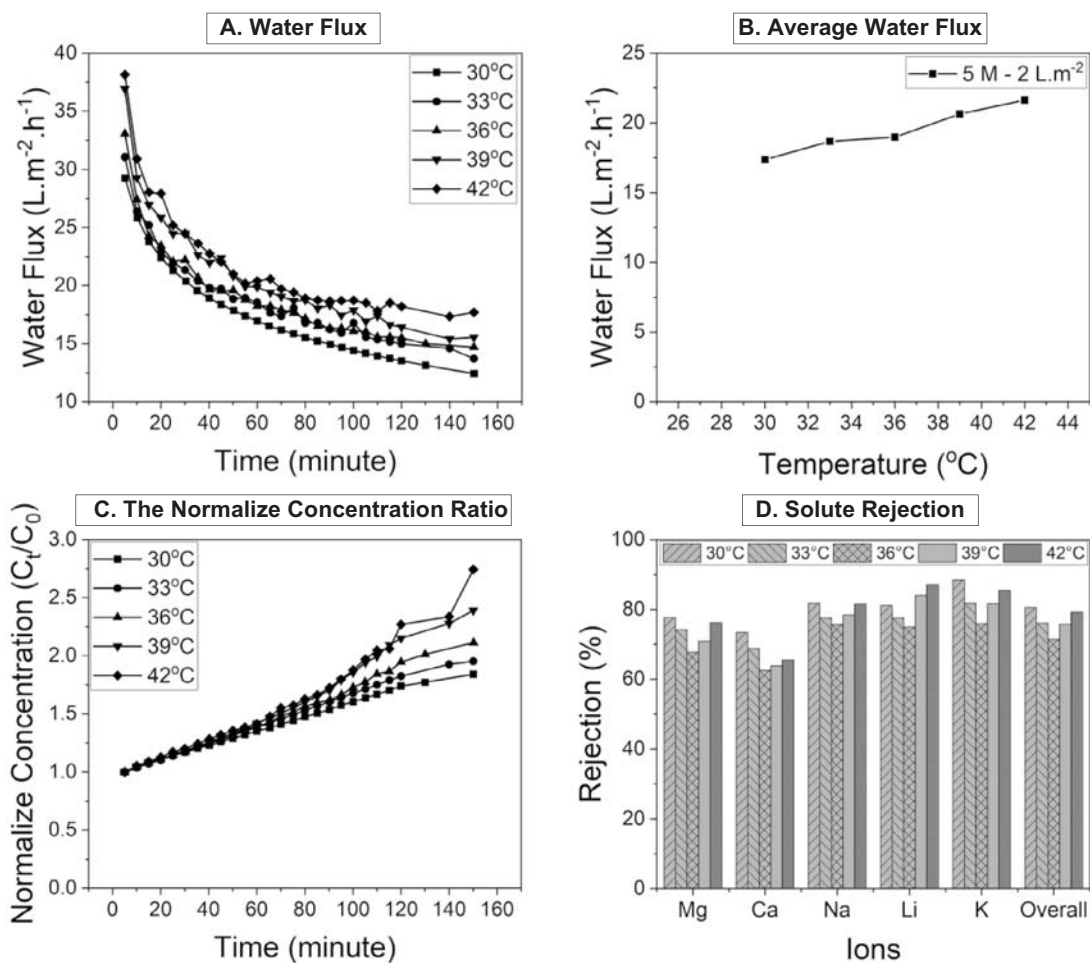 A. Water Flux
40
35
30
25
20
15
10
Water Flux (L.m⁻².h⁻¹)
30°C
33°C
36°C
39°C
42°C
0 20 40 60 80 100 120 140 160
Time (minute)
B. Average Water Flux
25
20
15
10
5
0
Water Flux (L.m⁻².h⁻¹)
5 M - 2 L.m⁻²
26 28 30 32 34 36 38 40 42 44
Temperature (°C)
C. The Normalize Concentration Ratio
3.0
2.5
2.0
1.5
1.0
0.5
0.0
Normalize Concentration (Cₜ/C₀)
30°C
33°C
36°C
39°C
42°C
0 20 40 60 80 100 120 140 160
Time (minute)
D. Solute Rejection
100
80
60
40
20
0
Rejection (%)
30°C 33°C 36°C 39°C 42°C
Mg Ca Na Li K Overall
Ions